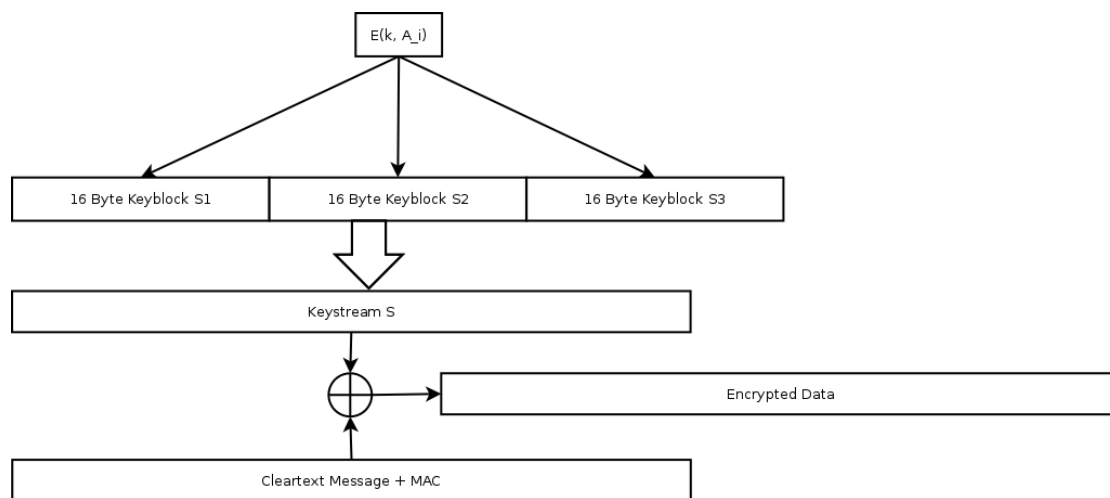 E(k, A_i)
16 Byte Keyblock S1
16 Byte Keyblock S2
16 Byte Keyblock S3
Keystream S
Encrypted Data
Cleartext Message + MAC